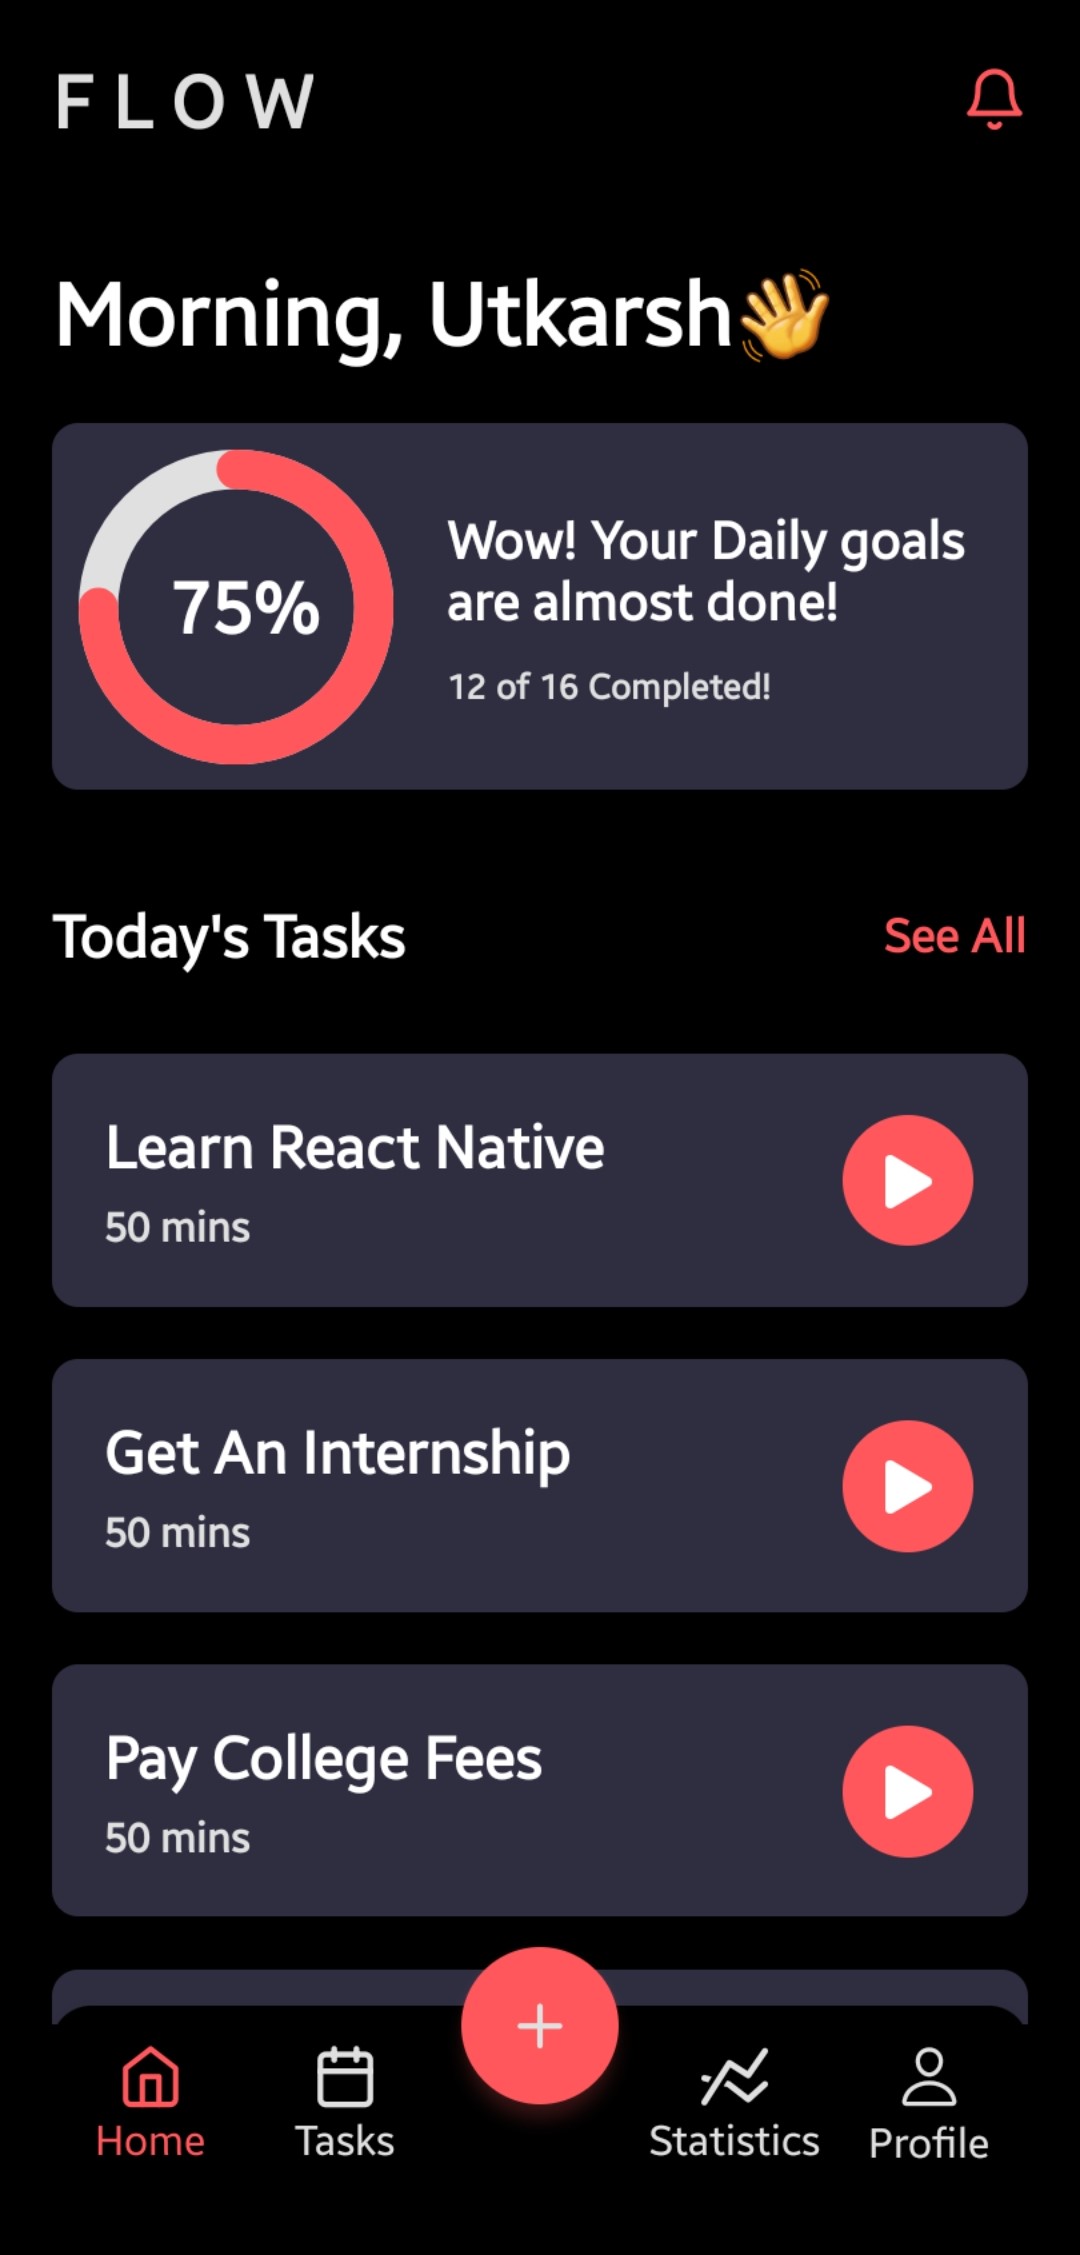 FLOW
Morning, Utkarsh👋
75%
Wow! Your Daily goals
are almost done!
12 of 16 Completed!
Today's Tasks
See All
Learn React Native
50 mins
Get An Internship
50 mins
Pay College Fees
50 mins
Home
Tasks
Statistics
Profile